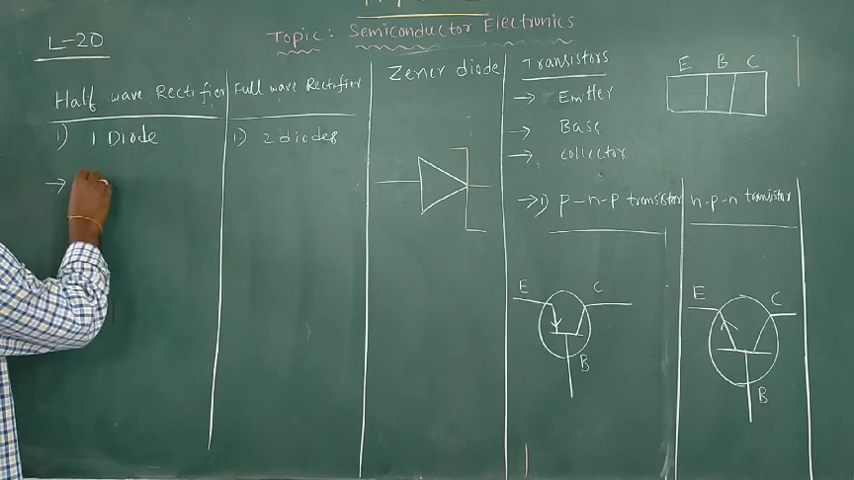 L-20
Topic: Semiconductor Electronics
Half wave Rectifier
1) 1 Diode
→
Full wave Rectifier
1) 2 diodes
Zener diode
Transistors
→ Emitter
→ Base
→ collector
E B C
→ 1) p-n-p transistor
n-p-n transistor
E C
B
E C
B